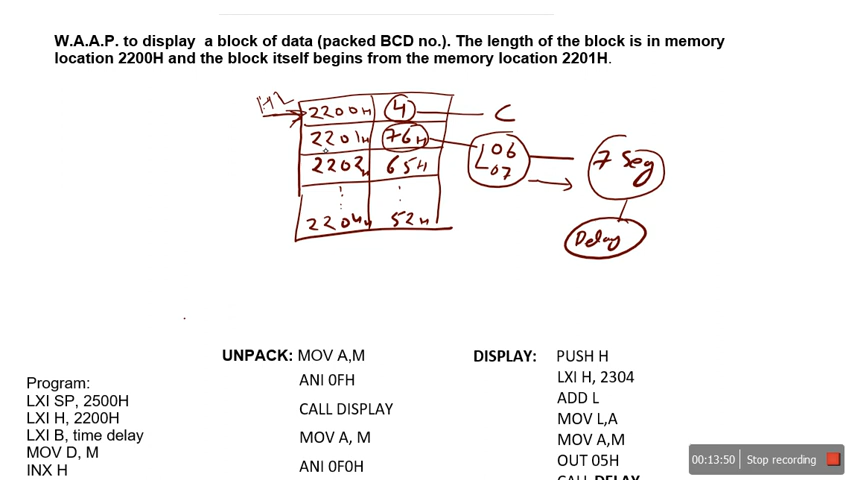 W.A.A.P. to display a block of data (packed BCD no.). The length of the block is in memory
location 2200H and the block itself begins from the memory location 2201H.
HL
2200H 4 C
2201H 76H 06
07
7 Seg
2202H 65H
Delay
2204H 52H
UNPACK: MOV A,M
ANI 0FH
CALL DISPLAY
MOV A, M
ANI 0F0H
DISPLAY: PUSH H
LXI H, 2304
ADD L
MOV L,A
MOV A,M
OUT 05H
CALL DELAY
Program:
LXI SP, 2500H
LXI H, 2200H
LXI B, time delay
MOV D, M
INX H
00:13:50 Stop recording